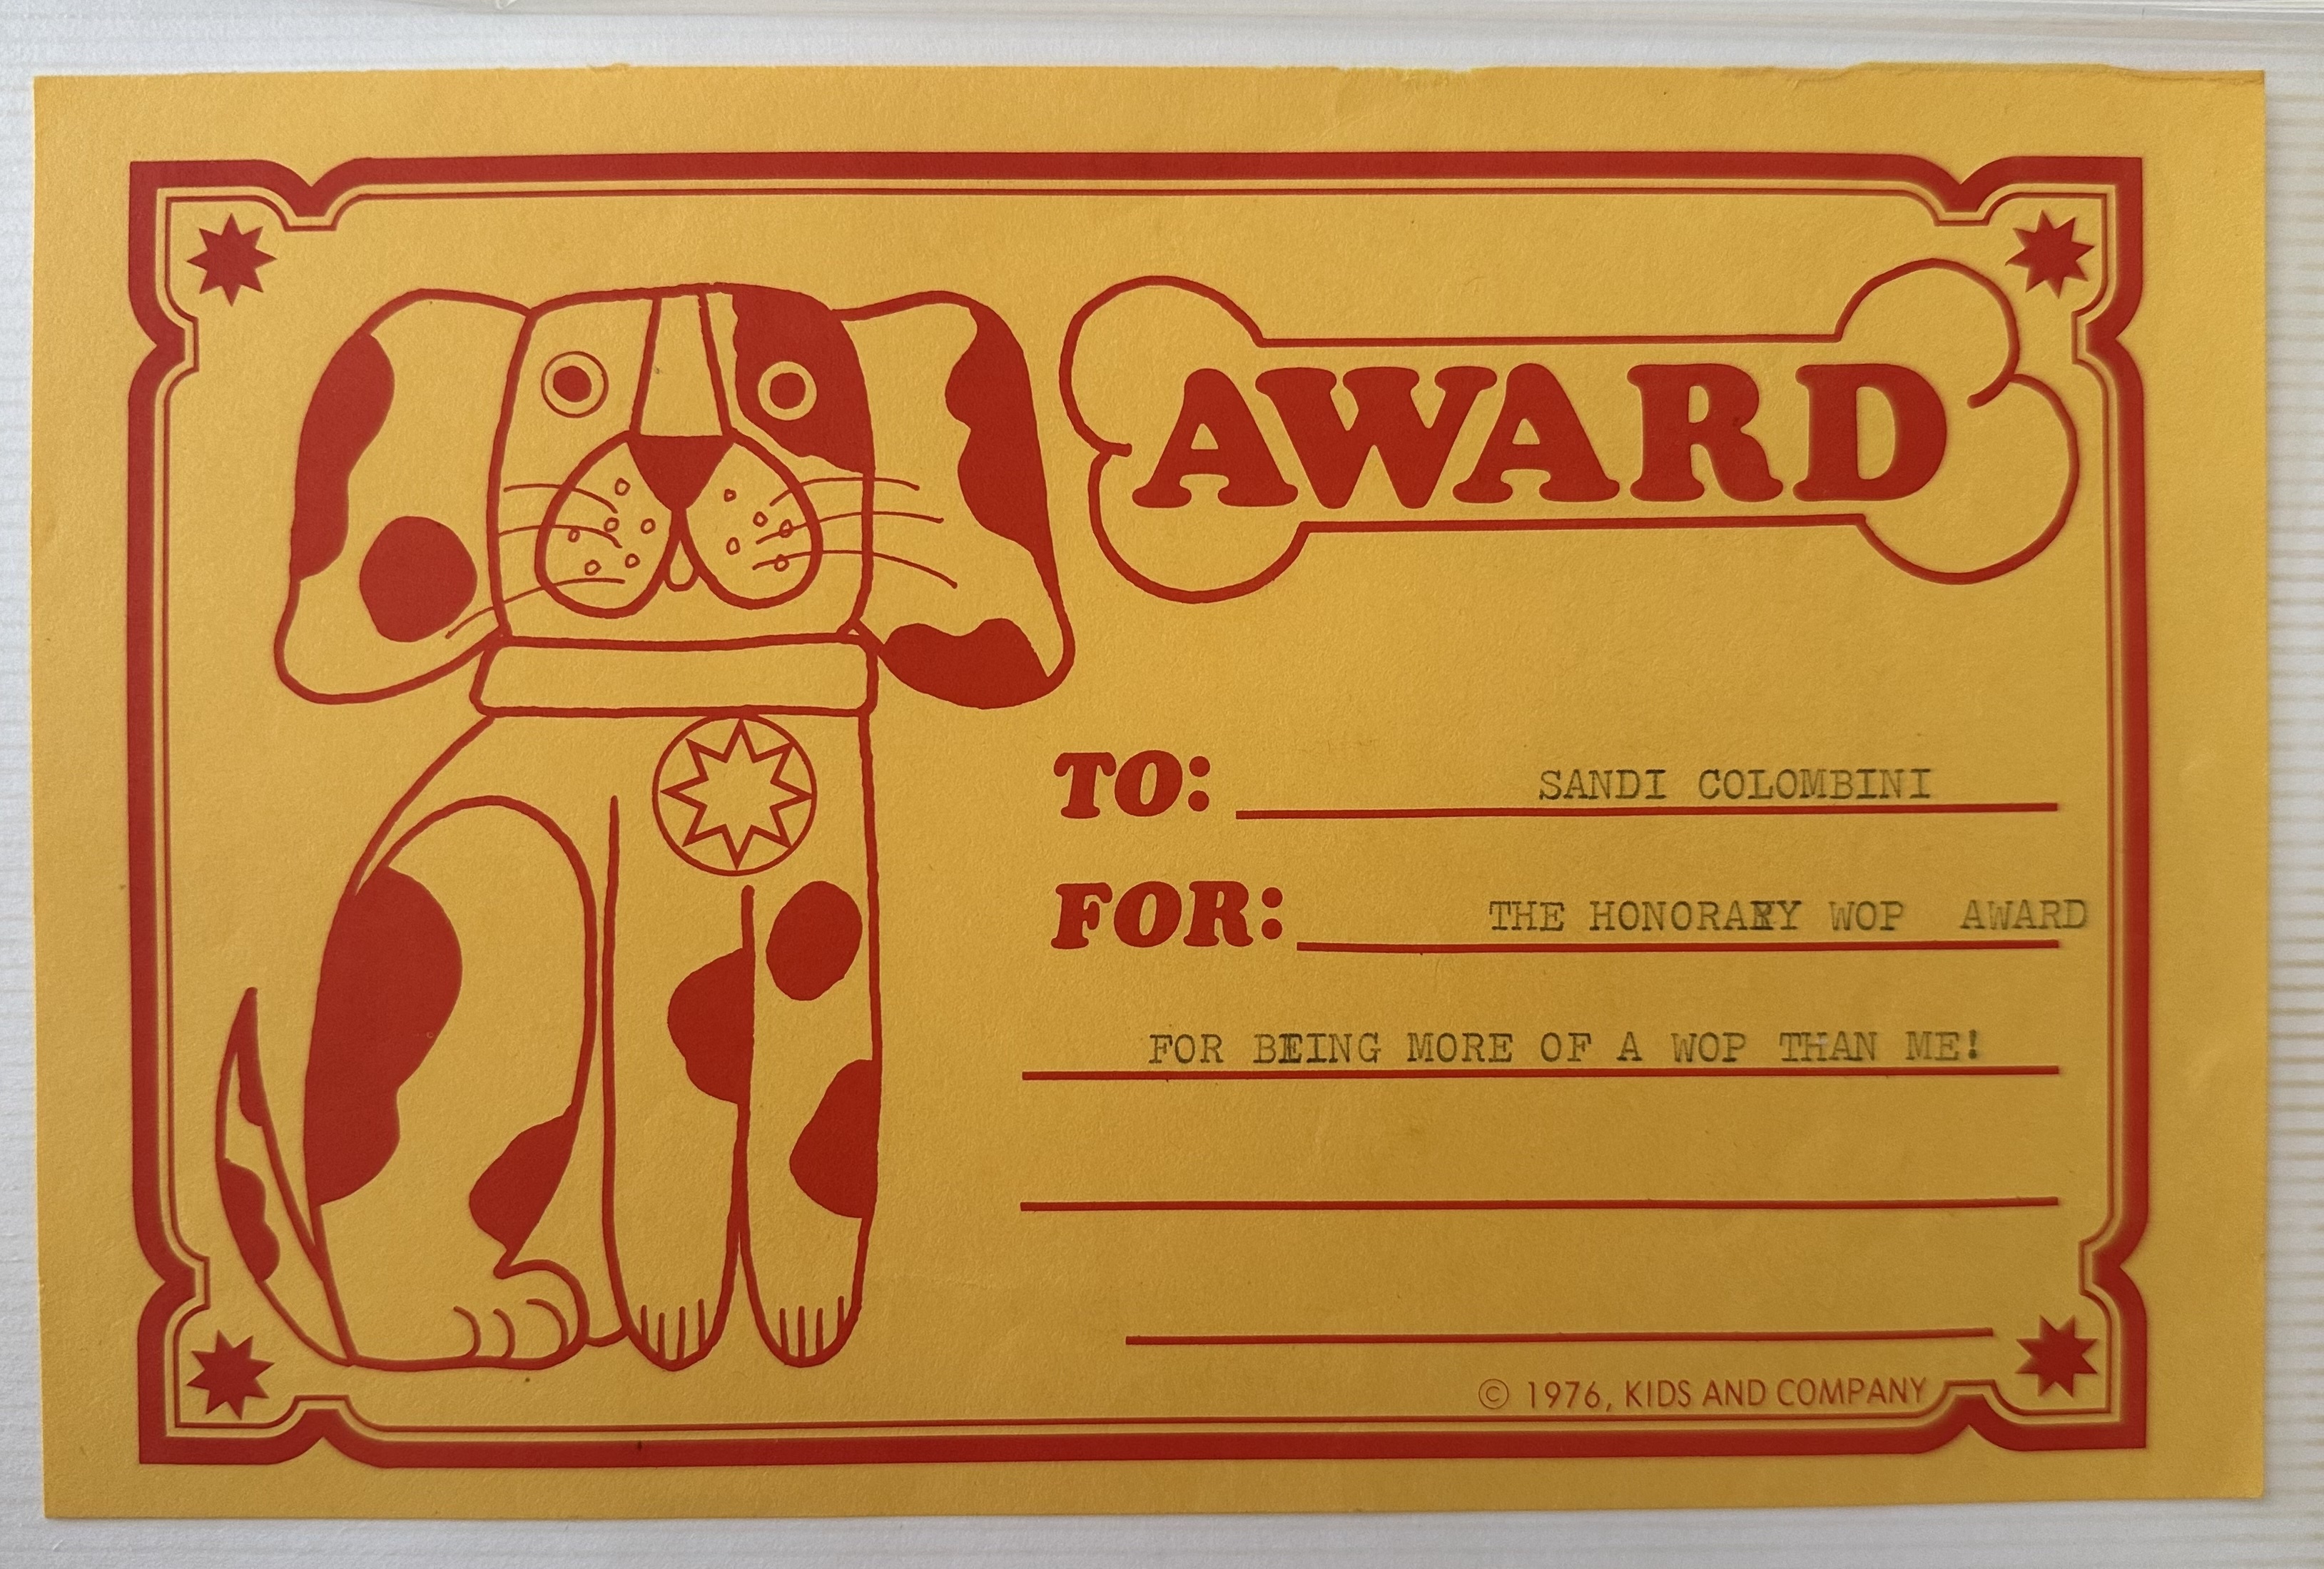 AWARD
TO: SANDI COLOMBINI
FOR: THE HONORARY WOP AWARD
FOR BEING MORE OF A WOP THAN ME!
© 1976, KIDS AND COMPANY